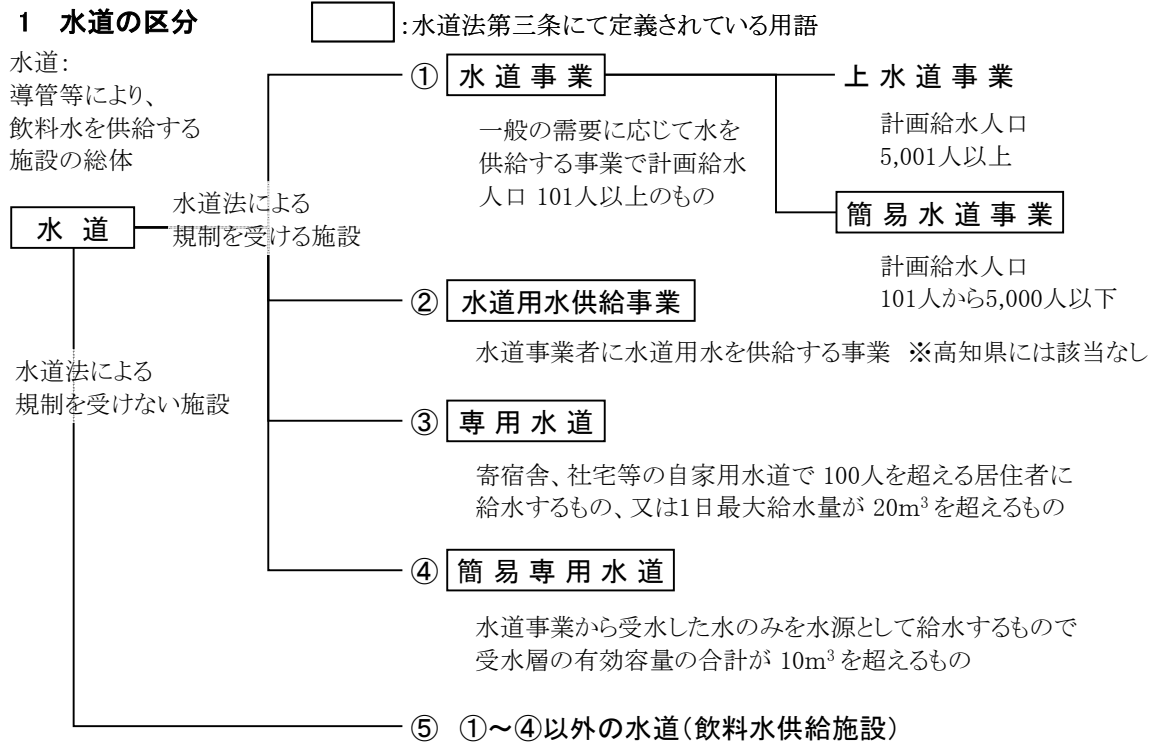 1 水道の区分
:水道法第三条にて定義されている用語
水道:
導管等により、
飲料水を供給する
施設の総体
水 道
水道法による
規制を受ける施設
① 水 道 事 業
一般の需要に応じて水を
供給する事業で計画給水
人口 101人以上のもの
上 水 道 事 業
計画給水人口
5,001人以上
簡 易 水 道 事 業
計画給水人口
101人から5,000人以下
② 水道用水供給事業
水道事業者に水道用水を供給する事業 ※高知県には該当なし
水道法による
規制を受けない施設
③ 専 用 水 道
寄宿舎、社宅等の自家用水道で 100人を超える居住者に
給水するもの、又は1日最大給水量が 20m³を超えるもの
④ 簡 易 専 用 水 道
水道事業から受水した水のみを水源として給水するもので
受水層の有効容量の合計が 10m³を超えるもの
⑤ ①～④以外の水道(飲料水供給施設)